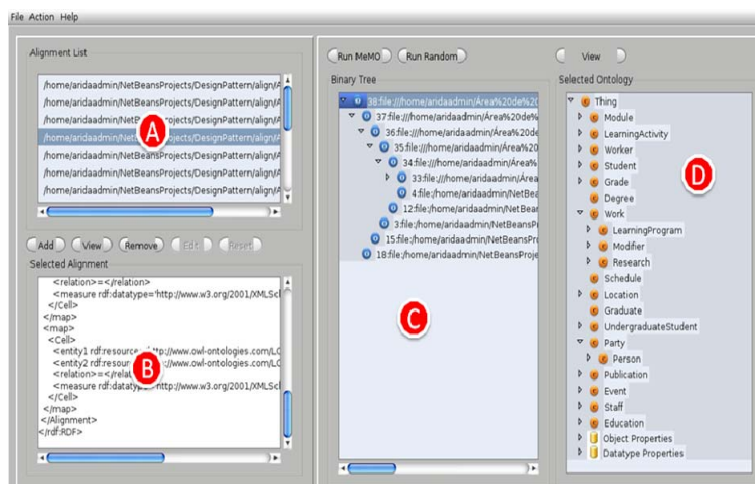 File Action Help
Alignment List
/home/aridaadmin/NetBeansProjects/DesignPattern/align/A
/home/aridaadmin/NetBeansProjects/DesignPattern/align/A
/home/aridaadmin/NetBeansProjects/DesignPattern/align/A
/home/aridaadmin/NetBeansProjects/DesignPattern/align/A
/home/aridaadmin/NetBeansProjects/DesignPattern/align/A
/home/aridaadmin/NetBeansProjects/DesignPattern/align/A
/home/aridaadmin/NetBeansProjects/DesignPattern/align/A
A
Add View Remove Edit Reset
Selected Alignment
<relation>=</relation>
<measure rdf:datatype='http://www.w3.org/2001/XMLScl
</Cell>
</map>
<map>
<Cell>
<entity1 rdf:resource='http://www.owl-ontologies.com/LO
<entity2 rdf:resource='http://www.owl-ontologies.com/LO
<relation>=</relation>
<measure rdf:datatype='http://www.w3.org/2001/XMLScl
</Cell>
</map>
</Alignment>
</rdf:RDF>
B
Run MeMO Run Random
Binary Tree
38:file:///home/aridaadmin/Área%20
37:file:///home/aridaadmin/Área%20de
36:file:///home/aridaadmin/Área%20de
35:file:///home/aridaadmin/Área%20
34:file:///home/aridaadmin/Área%
33:file:///home/aridaadmin/Área
4:file:/home/aridaadmin/NetB
12:file:/home/aridaadmin/NetBear
3:file:/home/aridaadmin/NetBeansPr
15:file:/home/aridaadmin/NetBeansPr
18:file:/home/aridaadmin/NetBeansProje
C
View
Selected Ontology
Thing
Module
LearningActivity
Worker
Student
Grade
Degree
Work
LearningProgram
Modifier
Research
Schedule
Location
Graduate
UndergraduateStudent
Party
Person
Publication
Event
Staff
Education
Object Properties
Datatype Properties
D